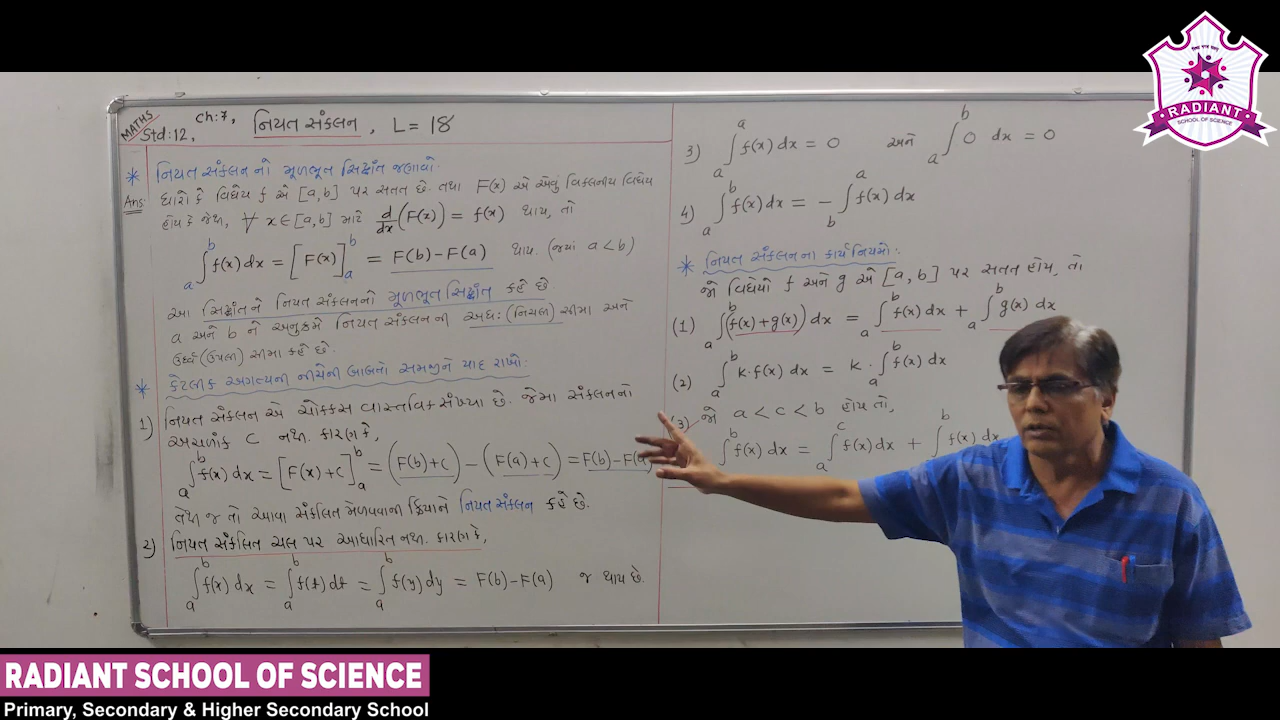 MATHS
Std:12, ch:7, નિયત સંકલન, L = 18
* નિયત સંકલન નો મૂળભૂત સિદ્ધાંત જણાવો.
Ans: ધારો કે વિધેય f એ [a, b] પર સતત છે. તથા F(x) એ એવું વિકલનીય વિધેય
હોય કે જેથી, ∀ x ∈ [a, b] માટે d/dx (F(x)) = f(x) થાય, તો
∫_a^b f(x) dx = [F(x)]_a^b = F(b) - F(a) થાય. (જ્યાં a < b)
આ સિદ્ધાંતને નિયત સંકલનનો મૂળભૂત સિદ્ધાંત કહે છે
a અને b ને અનુક્રમે નિયત સંકલનની અધઃ (નિચલી) સીમા અને
ઉર્ધ્વ (ઉપલી) સીમા કહે છે.
* કેટલીક અગત્યની નીચેની બાબતો સમજીને યાદ રાખો:
1) નિયત સંકલન એ ચોક્કસ વાસ્તવિક સંખ્યા છે. જેમાં સંકલનનો
અચળાંક C નથી. કારણ કે,
∫_a^b f(x) dx = [F(x) + c]_a^b = (F(b) + c) - (F(a) + c) = F(b) - F(a)
તેથી જ તો આવા સંકલિત મેળવવાની ક્રિયાને નિયત સંકલન કહે છે.
2) નિયત સંકલિત ચલ પર આધારિત નથી. કારણ કે,
∫_a^b f(x) dx = ∫_a^b f(t) dt = ∫_a^b f(y) dy = F(b) - F(a) જ થાય છે.
3) ∫_a^a f(x) dx = 0 અને ∫_a^b 0 dx = 0
4) ∫_a^b f(x) dx = - ∫_b^a f(x) dx
* નિયત સંકલનના કાર્ય નિયમો:
જો વિધેયો f અને g એ [a, b] પર સતત હોય, તો
(1) ∫_a^b (f(x) + g(x)) dx = ∫_a^b f(x) dx + ∫_a^b g(x) dx
(2) ∫_a^b k·f(x) dx = k·∫_a^b f(x) dx
(3) જો a < c < b હોય તો,
∫_a^b f(x) dx = ∫_a^c f(x) dx + ∫^b f(x) dx
RADIANT
SCHOOL OF SCIENCE
RADIANT SCHOOL OF SCIENCE
Primary, Secondary & Higher Secondary School